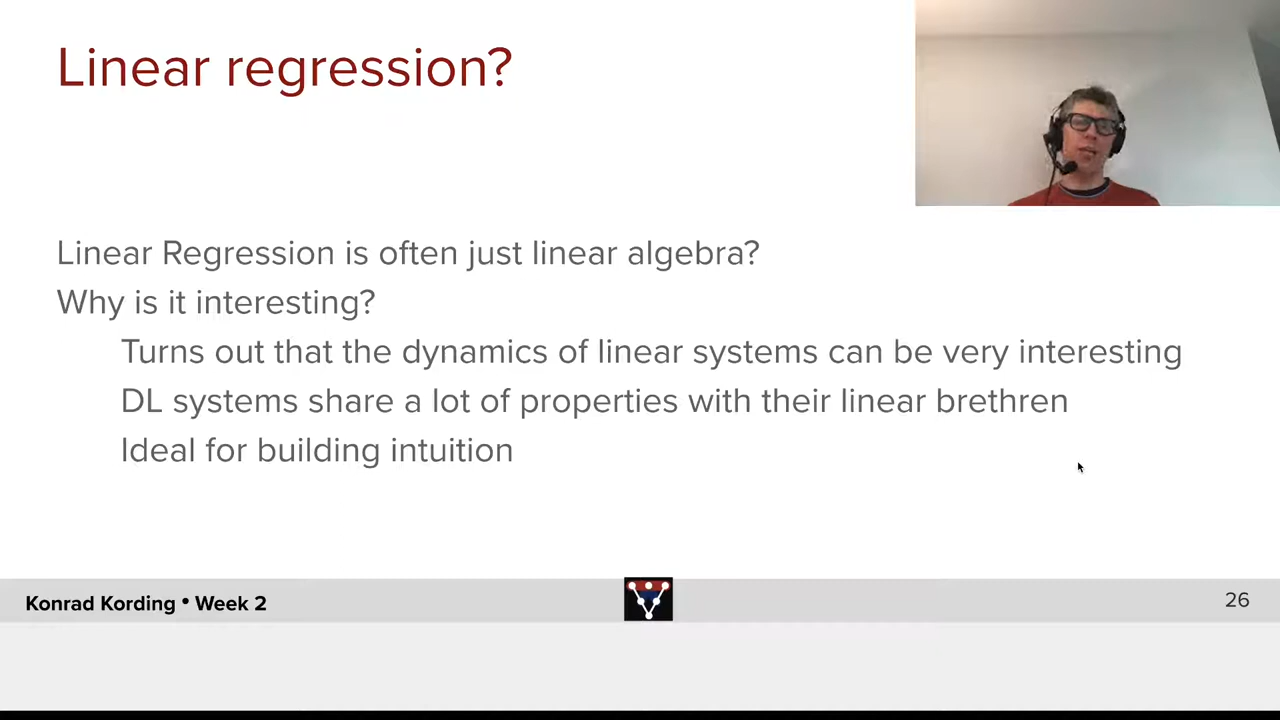 Linear regression?
Linear Regression is often just linear algebra?
Why is it interesting?
Turns out that the dynamics of linear systems can be very interesting
DL systems share a lot of properties with their linear brethren
Ideal for building intuition
Konrad Kording • Week 2
26